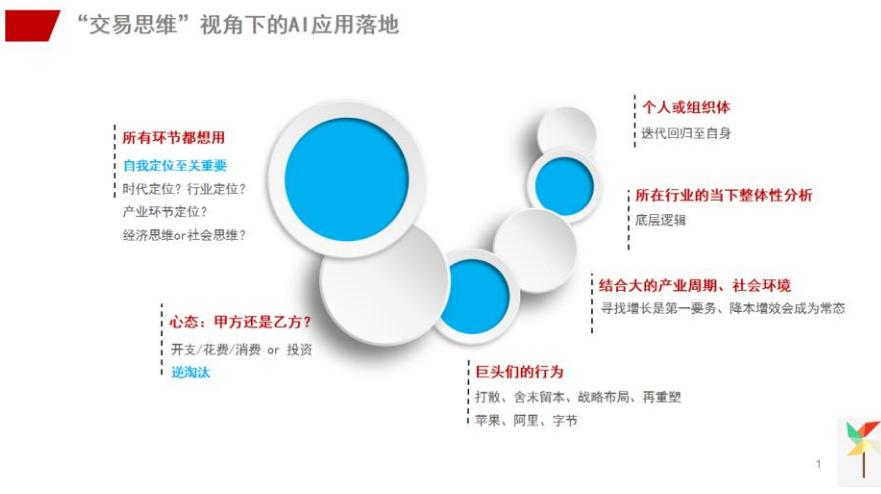 “交易思维”视角下的AI应用落地
所有环节都想用
自我定位至关重要
时代定位？行业定位？
产业环节定位？
经济思维or社会思维？
心态：甲方还是乙方？
开支/花费/消费 or 投资
逆淘汰
巨头们的行为
打散、舍末留本、战略布局、再重塑
苹果、阿里、字节
结合大的产业周期、社会环境
寻找增长是第一要务、降本增效会成为常态
所在行业的当下整体性分析
底层逻辑
个人或组织体
迭代回归至自身
1